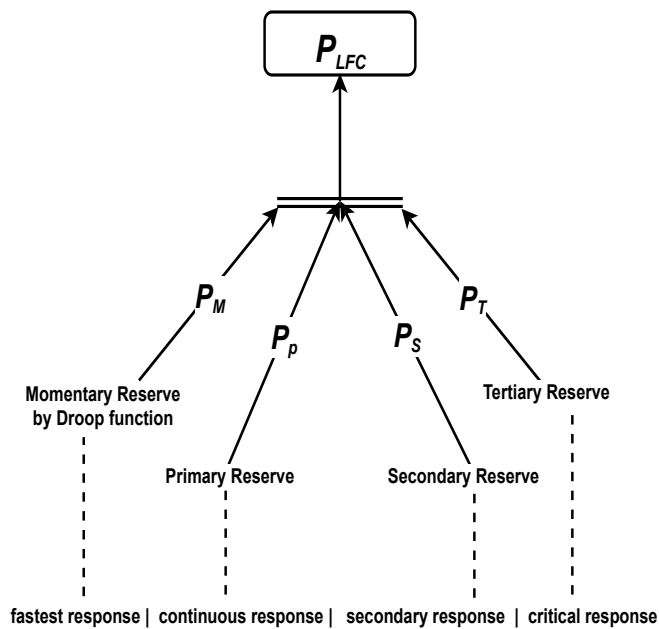 P_LFC
P_M
P_T
P_p
P_S
Momentary Reserve
by Droop function
Tertiary Reserve
Primary Reserve
Secondary Reserve
fastest response | continuous response | secondary response | critical response